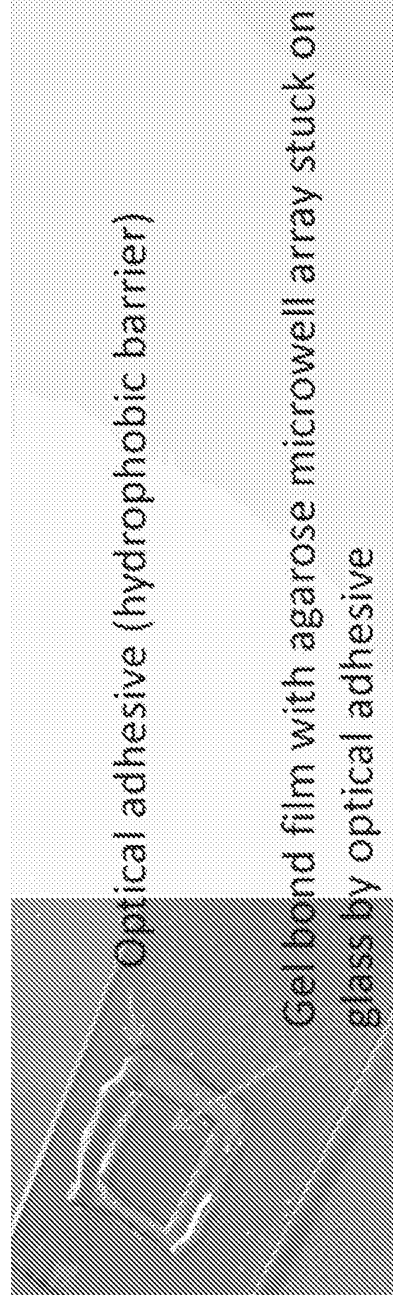 Optical adhesive (hydrophobic barrier)
Gel bond film with agarose microwell array stuck on
glass by optical adhesive